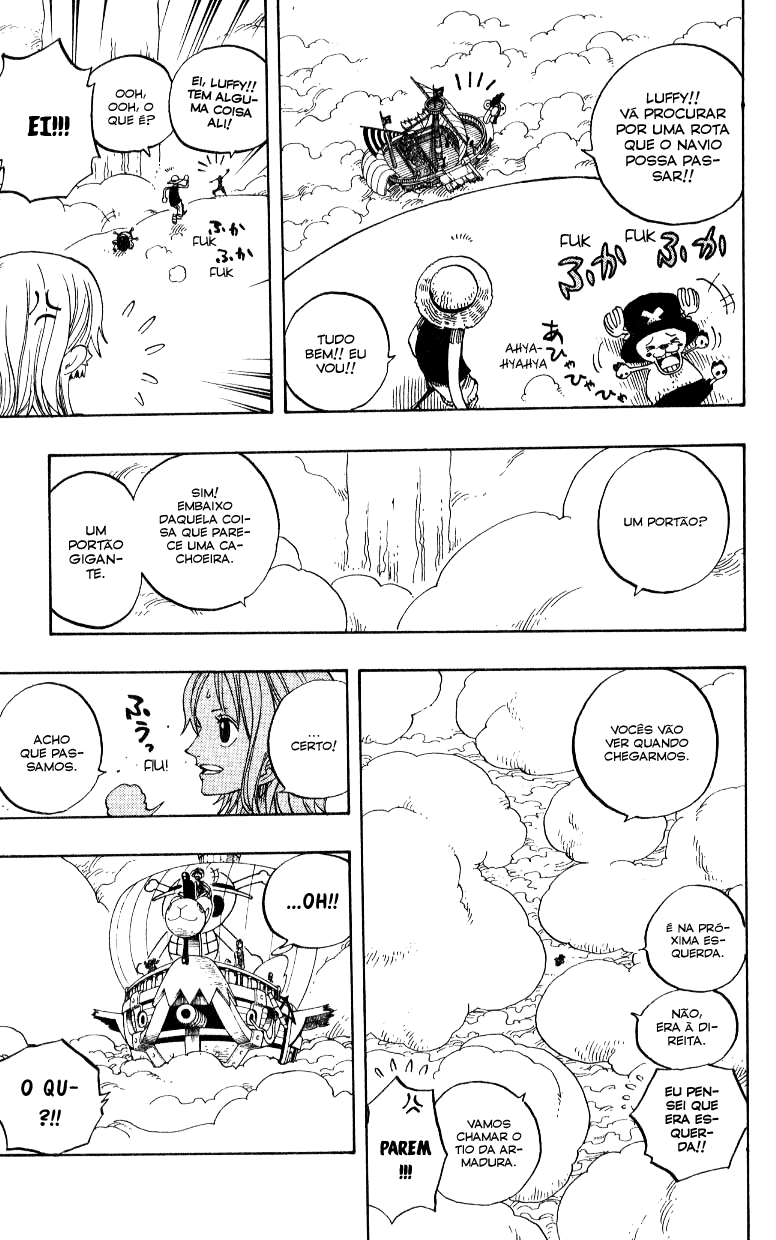 LUFFY!!
VÁ PROCURAR
POR UMA ROTA
QUE O NAVIO
POSSA PAS-
SAR!!
FUK
ふか
FUK
ふか
あひゃひゃひゃ
AHYA-
HYAHYA
TUDO
BEM!! EU
VOU!!
EI, LUFFY!!
TEM ALGU-
MA COISA
ALI!
OOH,
OOH, O
QUE É?
EI!!!
ふか
FUK
ふか
FUK
UM PORTÃO?
SIM!
EMBAIXO
DAQUELA COI-
SA QUE PARE-
CE UMA CA-
CHOEIRA.
UM
PORTÃO
GIGAN-
TE.
VOCÊS VÃO
VER QUANDO
CHEGARMOS.
É NA PRÓ-
XIMA ES-
QUERDA.
NÃO,
ERA À DI-
REITA.
EU PEN-
SEI QUE
ERA ES-
QUER-
DA!!
VAMOS
CHAMAR O
TIO DA AR-
MADURA.
PAREM
!!!
...
CERTO!
ふぅっ
FIU!
ACHO
QUE PAS-
SAMOS.
...OH!!
O QU-
?!!